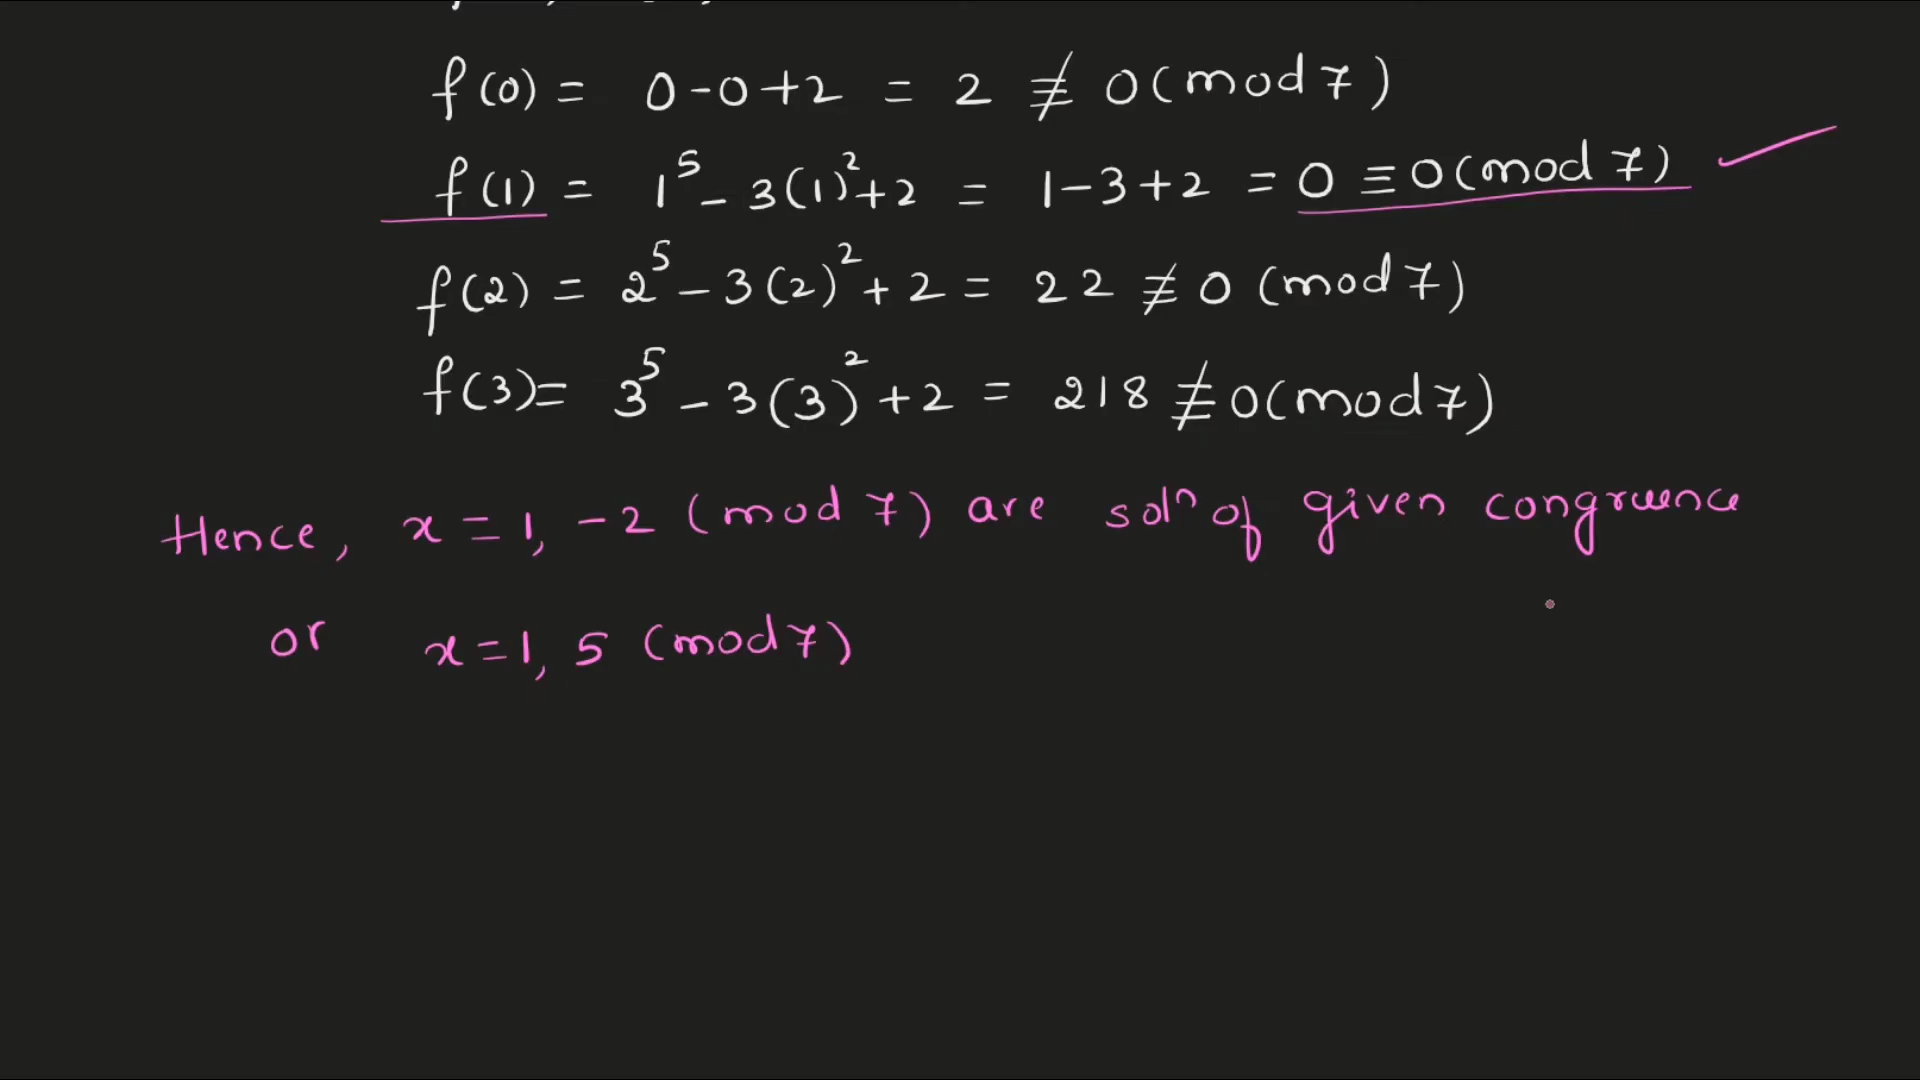 f(0) = 0-0+2 = 2 ≢ 0(mod 7)
f(1) = 1⁵ - 3(1)²+2 = 1-3+2 = 0 ≡ 0(mod 7)
f(2) = 2⁵ - 3(2)² + 2 = 22 ≢ 0 (mod 7)
f(3) = 3⁵ - 3(3)² + 2 = 218 ≢ 0(mod 7)
Hence, x = 1, -2 (mod 7) are solⁿ of given congruence
or x = 1, 5 (mod 7)